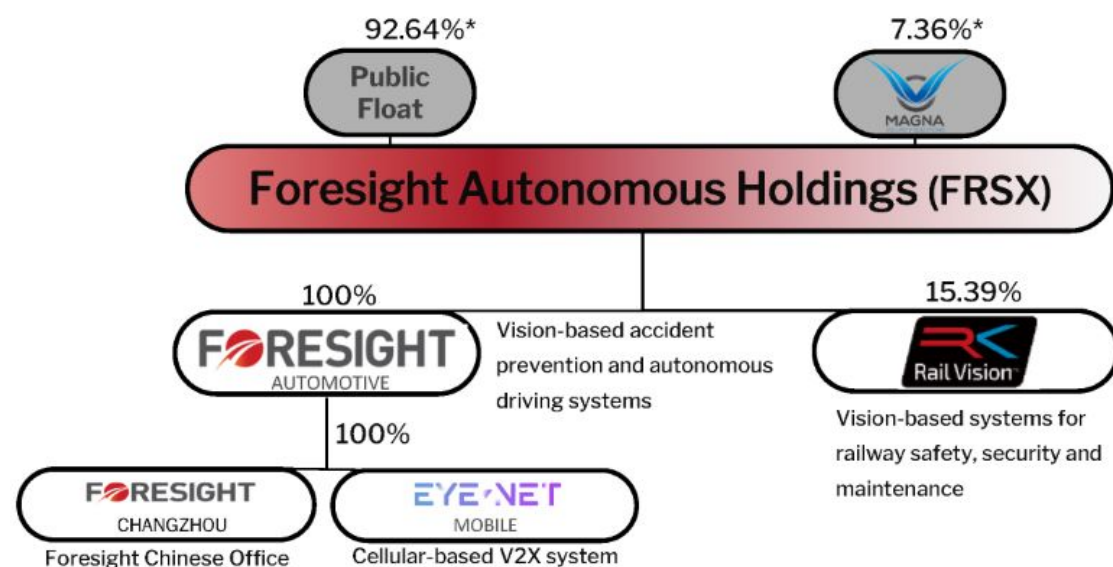 92.64%*
7.36%*
Public
Float
MAGNA
Foresight Autonomous Holdings (FRSX)
100%
15.39%
FORESIGHT
AUTOMOTIVE
Vision-based accident
prevention and autonomous
driving systems
Rail Vision™
Vision-based systems for
railway safety, security and
maintenance
100%
FORESIGHT
CHANGZHOU
Foresight Chinese Office
EYE-NET
MOBILE
Cellular-based V2X system